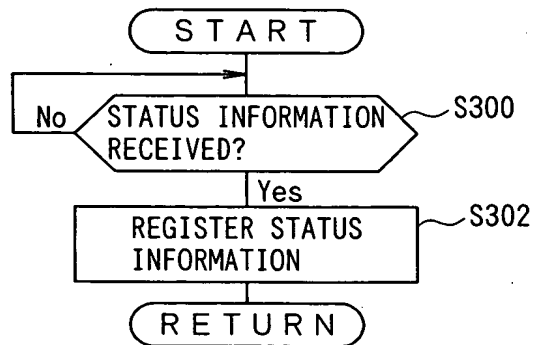 START
No
STATUS INFORMATION
RECEIVED?
S300
Yes
REGISTER STATUS
INFORMATION
S302
RETURN